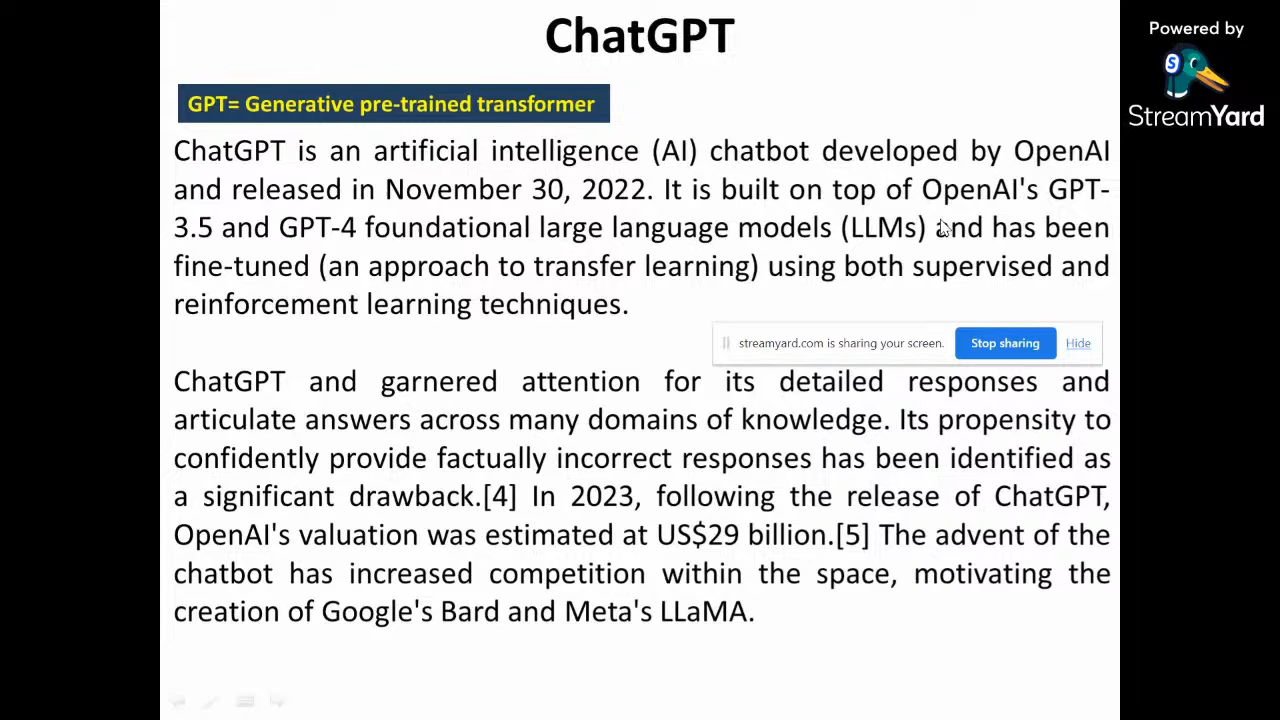 ChatGPT
Powered by
StreamYard
GPT= Generative pre-trained transformer
ChatGPT is an artificial intelligence (AI) chatbot developed by OpenAI
and released in November 30, 2022. It is built on top of OpenAI's GPT-
3.5 and GPT-4 foundational large language models (LLMs) and has been
fine-tuned (an approach to transfer learning) using both supervised and
reinforcement learning techniques.
streamyard.com is sharing your screen. Stop sharing Hide
ChatGPT and garnered attention for its detailed responses and
articulate answers across many domains of knowledge. Its propensity to
confidently provide factually incorrect responses has been identified as
a significant drawback.[4] In 2023, following the release of ChatGPT,
OpenAI's valuation was estimated at US$29 billion.[5] The advent of the
chatbot has increased competition within the space, motivating the
creation of Google's Bard and Meta's LLaMA.